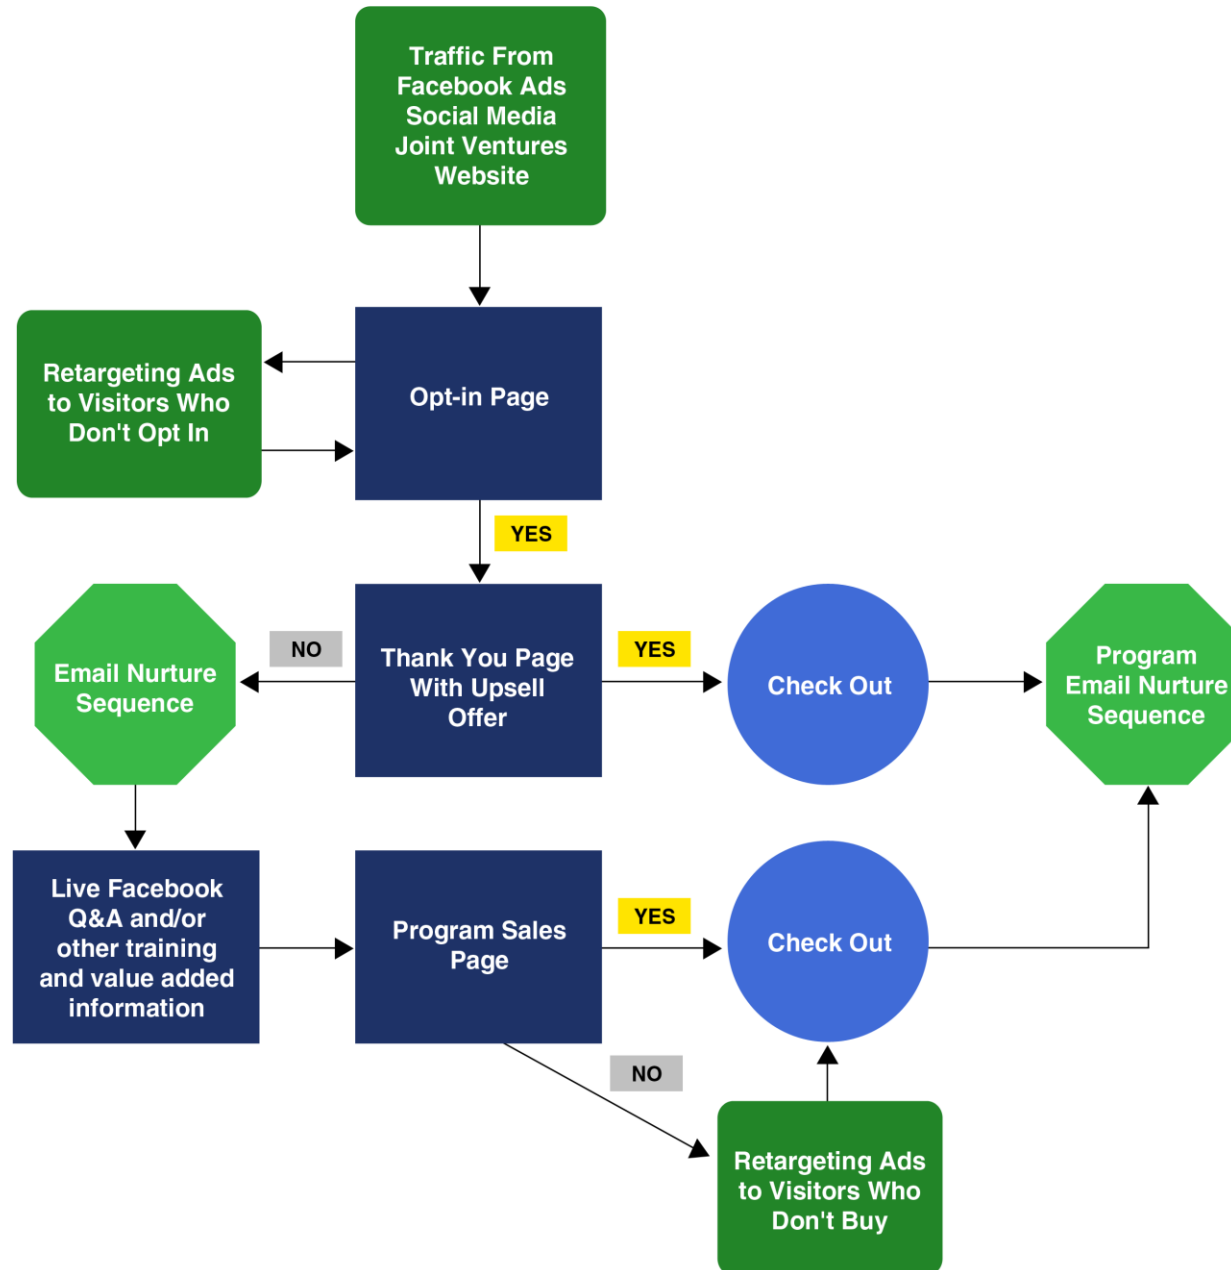 Traffic From
Facebook Ads
Social Media
Joint Ventures
Website
Retargeting Ads
to Visitors Who
Don't Opt In
Opt-in Page
YES
Email Nurture
Sequence
NO
Thank You Page
With Upsell
Offer
YES
Check Out
Program
Email Nurture
Sequence
Live Facebook
Q&A and/or
other training
and value added
information
Program Sales
Page
YES
Check Out
NO
Retargeting Ads
to Visitors Who
Don't Buy